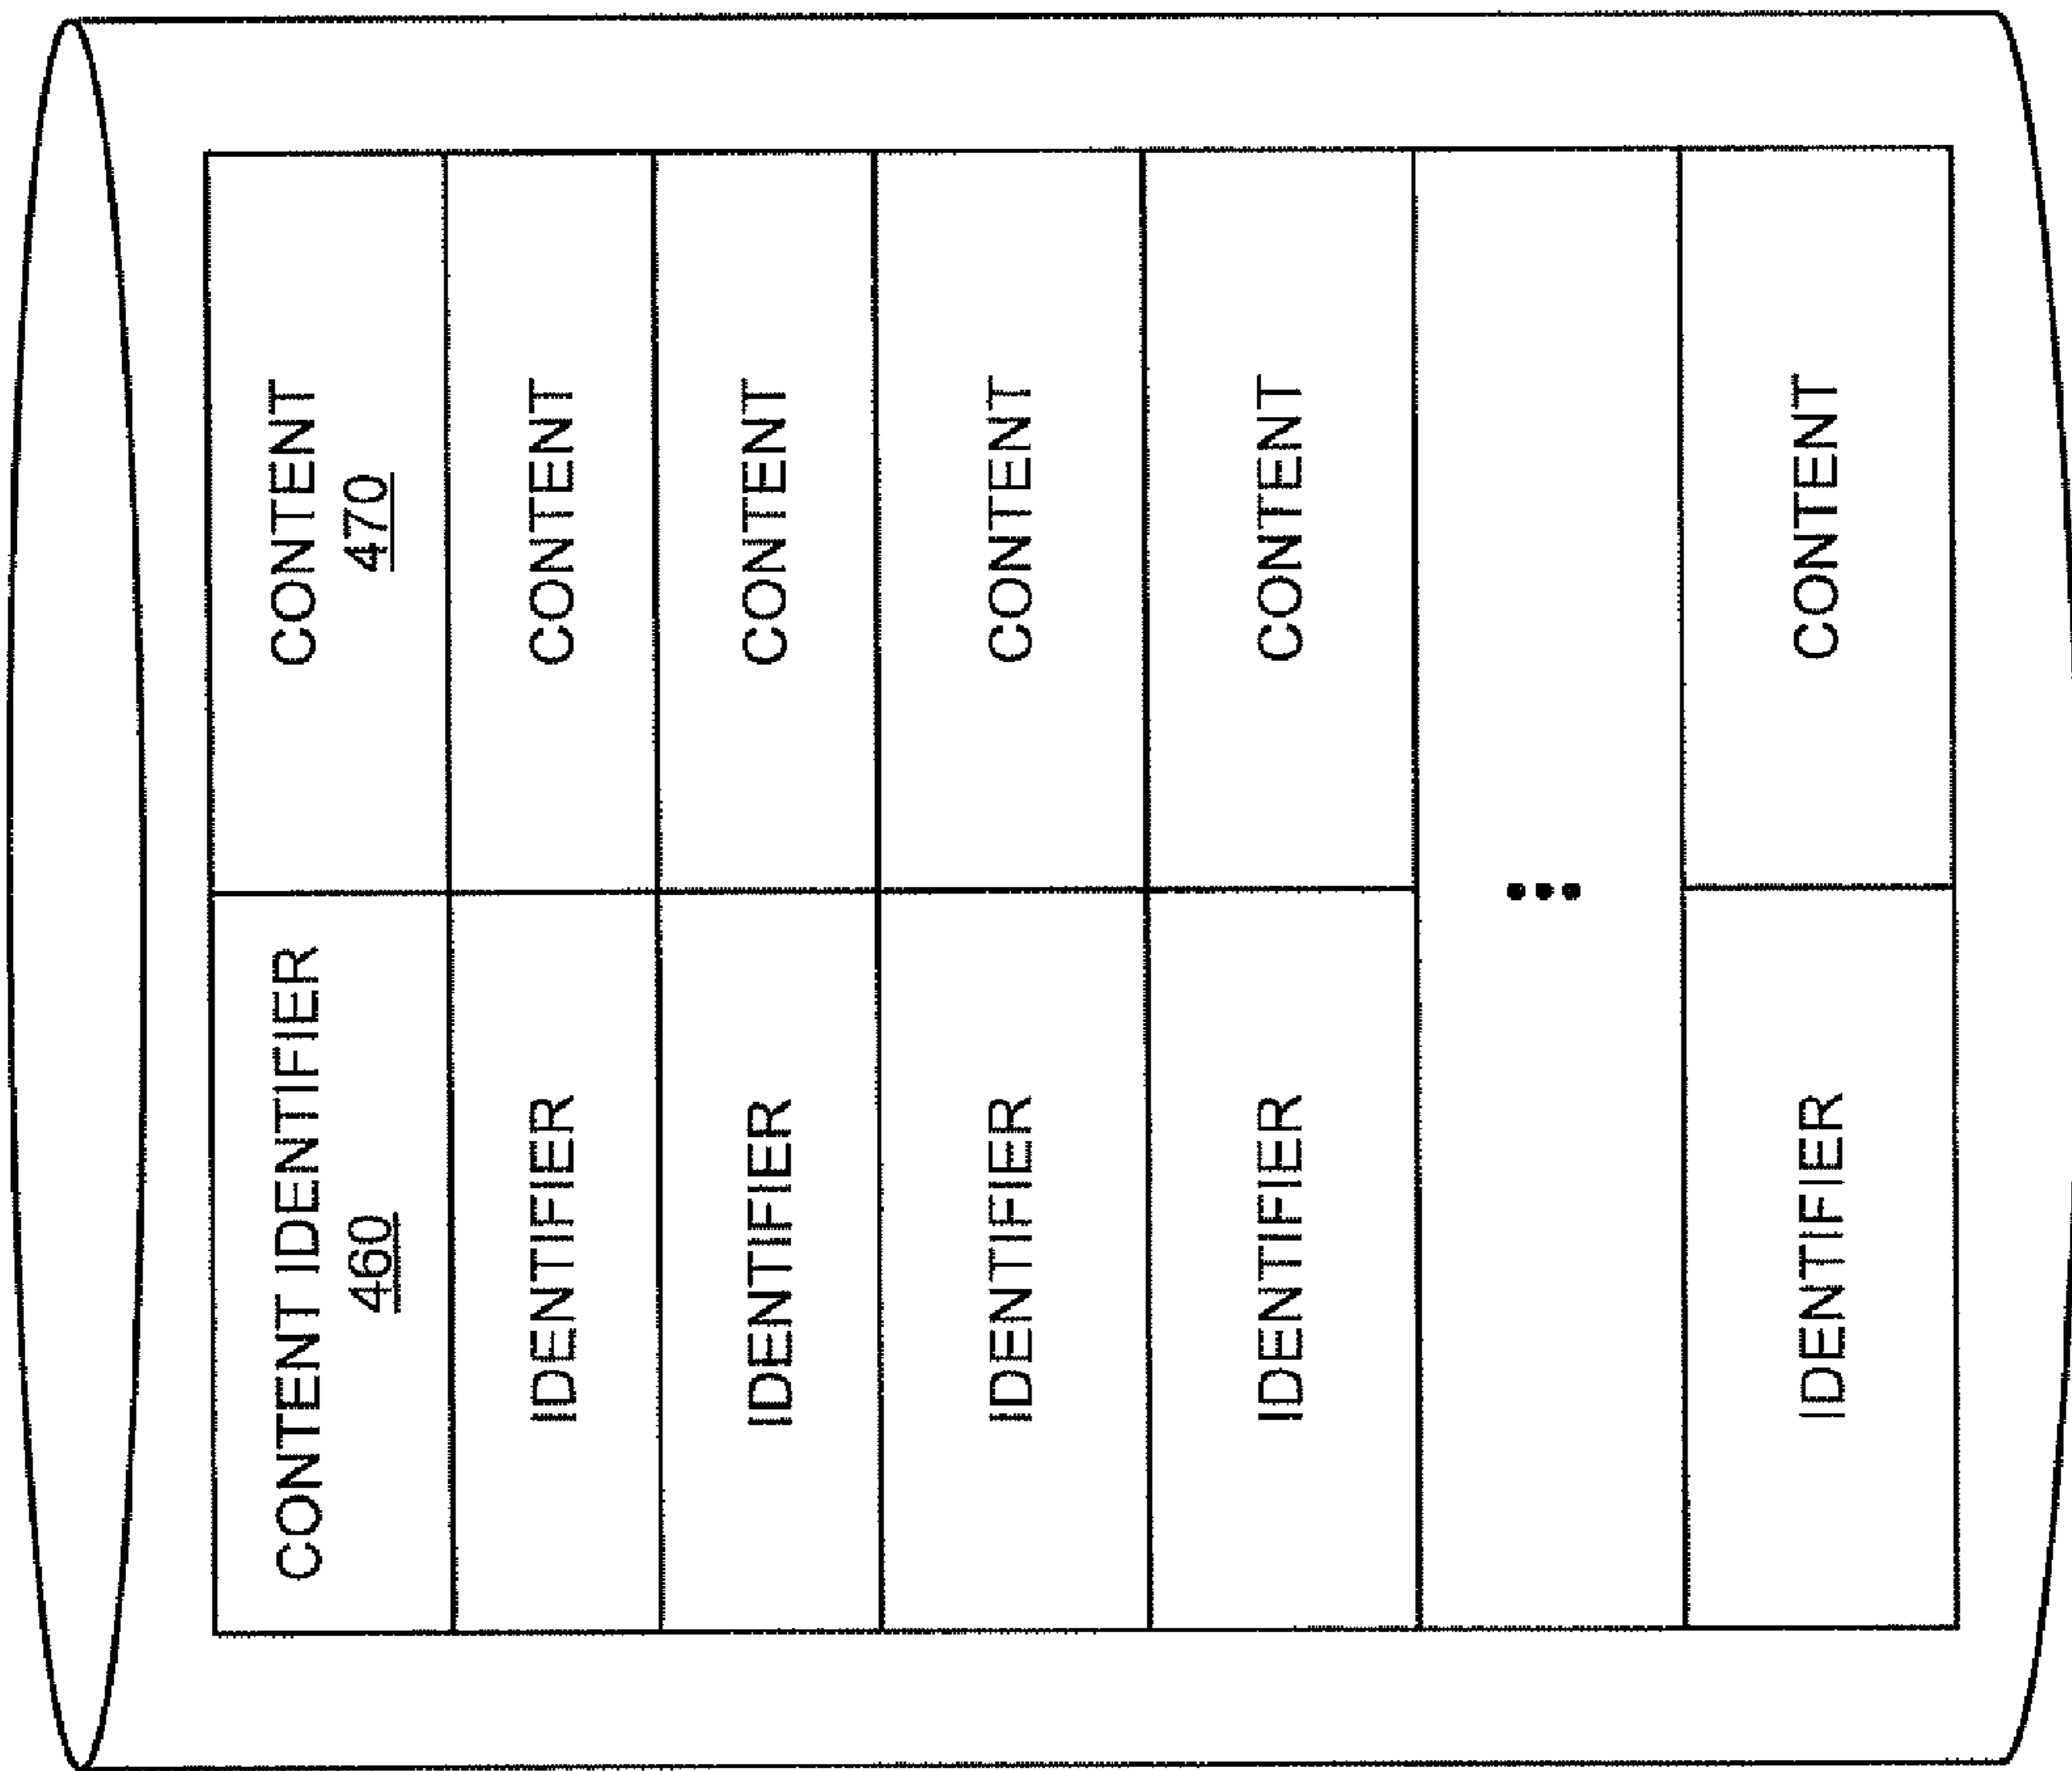 CONTENT IDENTIFIER
460
CONTENT
470
IDENTIFIER
CONTENT
IDENTIFIER
CONTENT
IDENTIFIER
CONTENT
IDENTIFIER
CONTENT
•••
IDENTIFIER
CONTENT